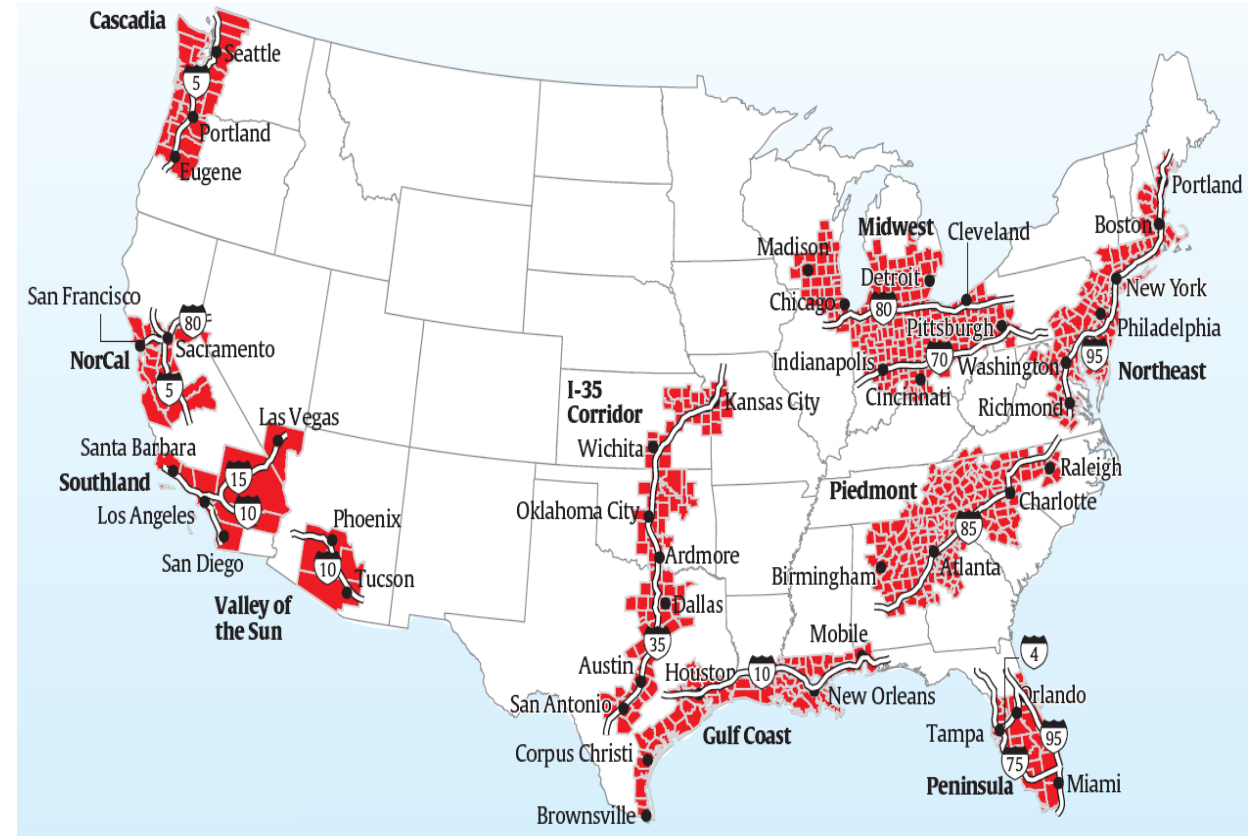 Cascadia
Seattle
5
Portland
Eugene
San Francisco
80
Sacramento
NorCal
5
Las Vegas
Santa Barbara
Southland
15
10
Los Angeles
San Diego
Phoenix
10
Tucson
Valley of
the Sun
I-35
Corridor
Kansas City
Wichita
Oklahoma City
Ardmore
Dallas
35
Austin
San Antonio
Corpus Christi
Brownsville
Houston
10
Mobile
New Orleans
Gulf Coast
Midwest
Madison
Cleveland
Detroit
Chicago
80
Pittsburgh
Indianapolis
70
Cincinnati
Portland
Boston
New York
Philadelphia
95
Washington
Northeast
Richmond
Piedmont
Raleigh
Charlotte
85
Birmingham
Atlanta
4
Orlando
Tampa
95
75
Peninsula
Miami